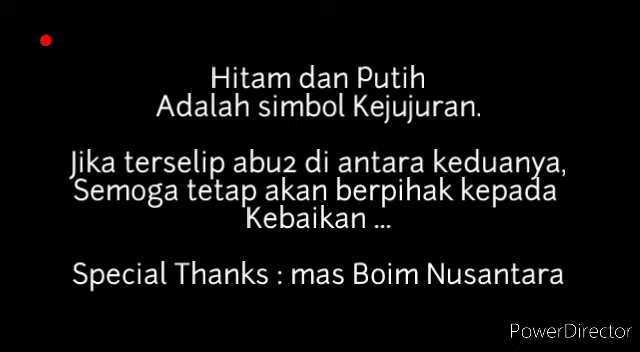 Hitam dan Putih
Adalah simbol Kejujuran.
Jika terselip abu2 di antara keduanya,
Semoga tetap akan berpihak kepada
Kebaikan ...
Special Thanks : mas Boim Nusantara
PowerDirector